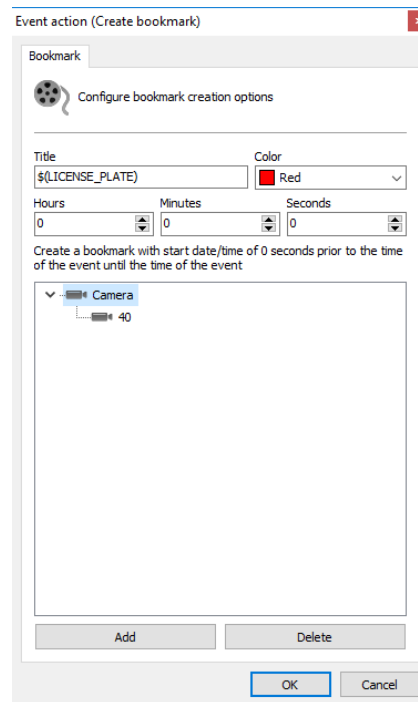 Event action (Create bookmark)
Bookmark
Configure bookmark creation options
Title Color
$(LICENSE_PLATE) Red
Hours Minutes Seconds
0 0 0
Create a bookmark with start date/time of 0 seconds prior to the time
of the event until the time of the event
Camera
40
Add Delete
OK Cancel